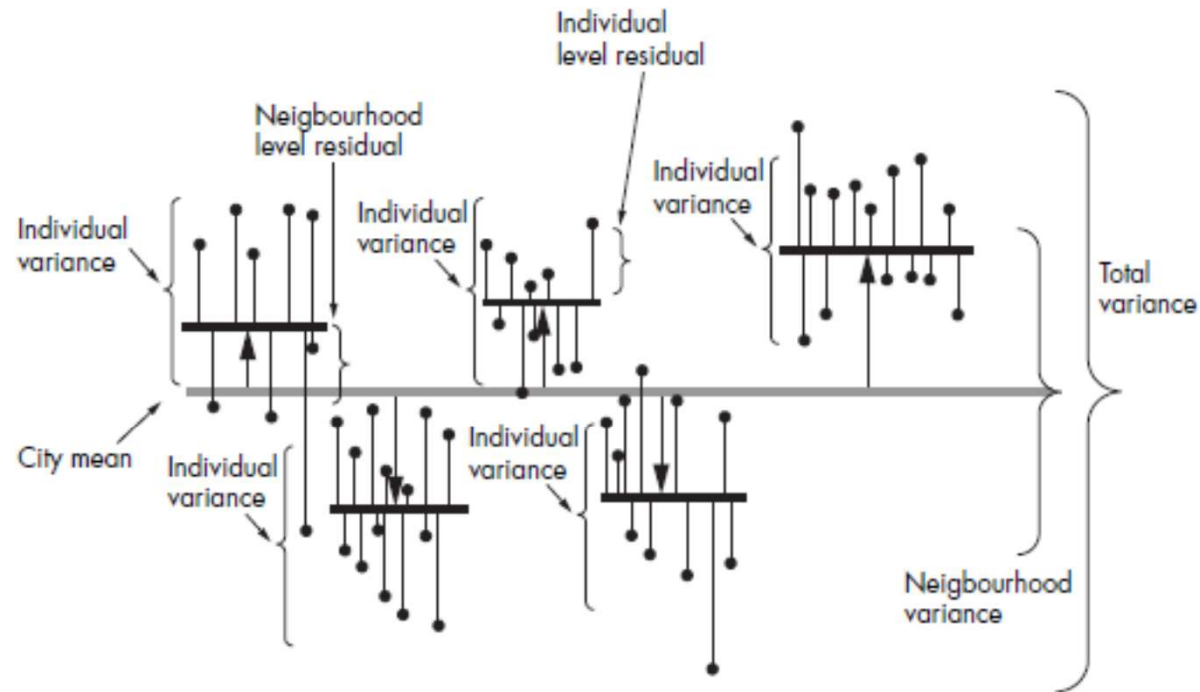 Individual
level residual
Neigbourhood
level residual
Individual
variance
Individual
variance
Individual
variance
Total
variance
City mean
Individual
variance
Individual
variance
Neigbourhood
variance